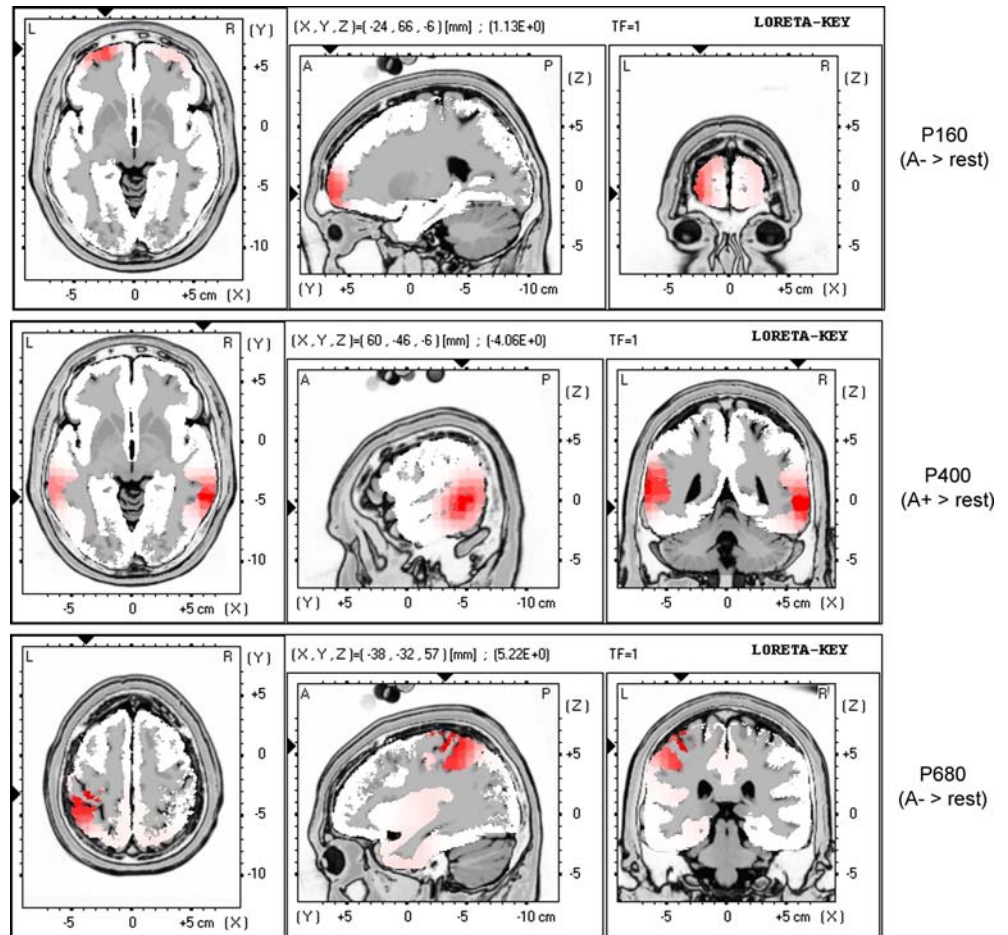 (X,Y,Z)=(-24,66,-6)[mm] ; (1.13E+0) TF=1 LORETA-KEY
L R (Y) A P (Z) L R (Z)
+5 +5 +5
0 0 0
-5 -5 -5
-10
-5 0 +5 cm (X) (Y) +5 0 -5 -10 cm -5 0 +5 cm (X)
P160
(A- > rest)
(X,Y,Z)=(60,-46,-6)[mm] ; (-4.06E+0) TF=1 LORETA-KEY
L R (Y) A P (Z) L R (Z)
+5 +5 +5
0 0 0
-5 -5 -5
-10
-5 0 +5 cm (X) (Y) +5 0 -5 -10 cm -5 0 +5 cm (X)
P400
(A+ > rest)
(X,Y,Z)=(-38,-32,57)[mm] ; (5.22E+0) TF=1 LORETA-KEY
L R (Y) A P (Z) L R (Z)
+5 +5 +5
0 0 0
-5 -5 -5
-10
-5 0 +5 cm (X) (Y) +5 0 -5 -10 cm -5 0 +5 cm (X)
P680
(A- > rest)